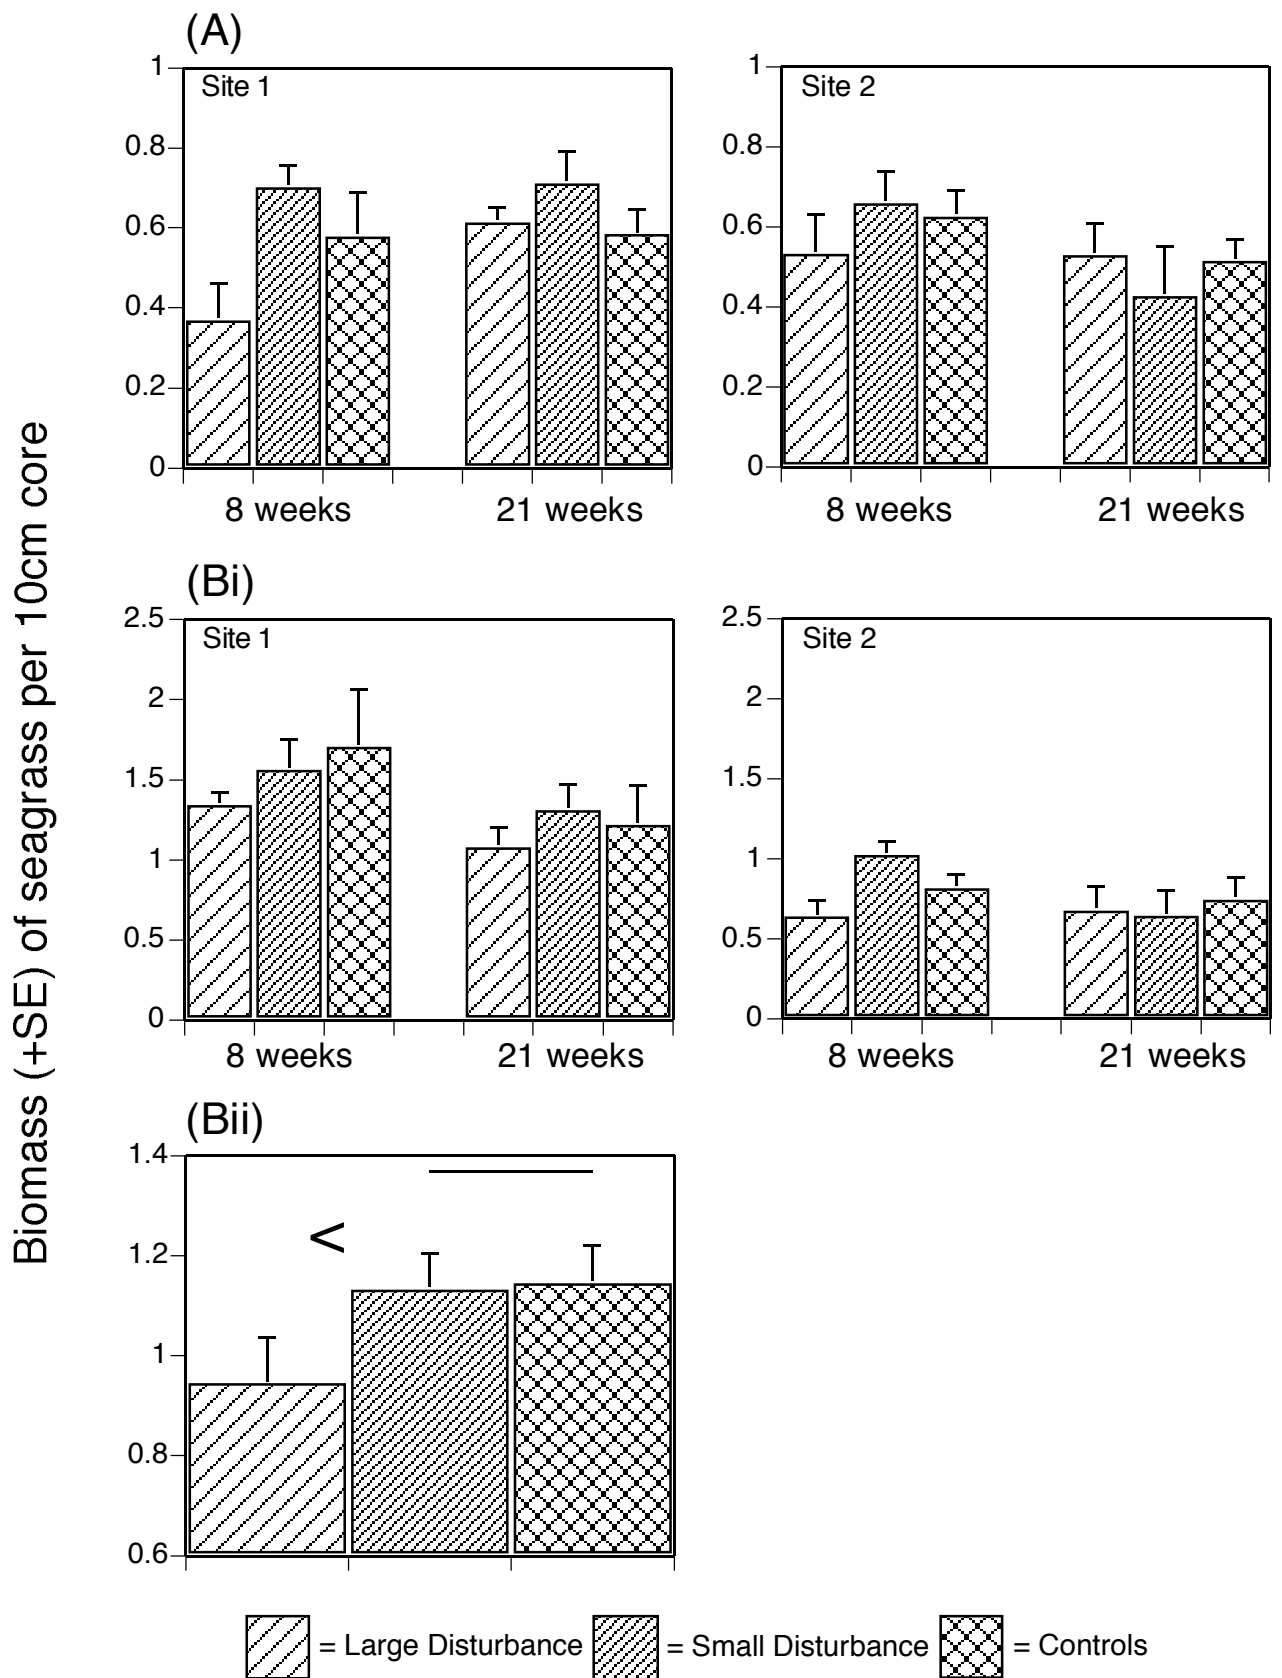 (A)
1
0.8
0.6
0.4
0.2
0
Site 1
8 weeks 21 weeks
1
0.8
0.6
0.4
0.2
0
Site 2
8 weeks 21 weeks
Biomass (+SE) of seagrass per 10cm core
(Bi)
2.5
2
1.5
1
0.5
0
Site 1
8 weeks 21 weeks
2.5
2
1.5
1
0.5
0
Site 2
8 weeks 21 weeks
(Bii)
1.4
1.2
1
0.8
0.6
<
= Large Disturbance = Small Disturbance = Controls